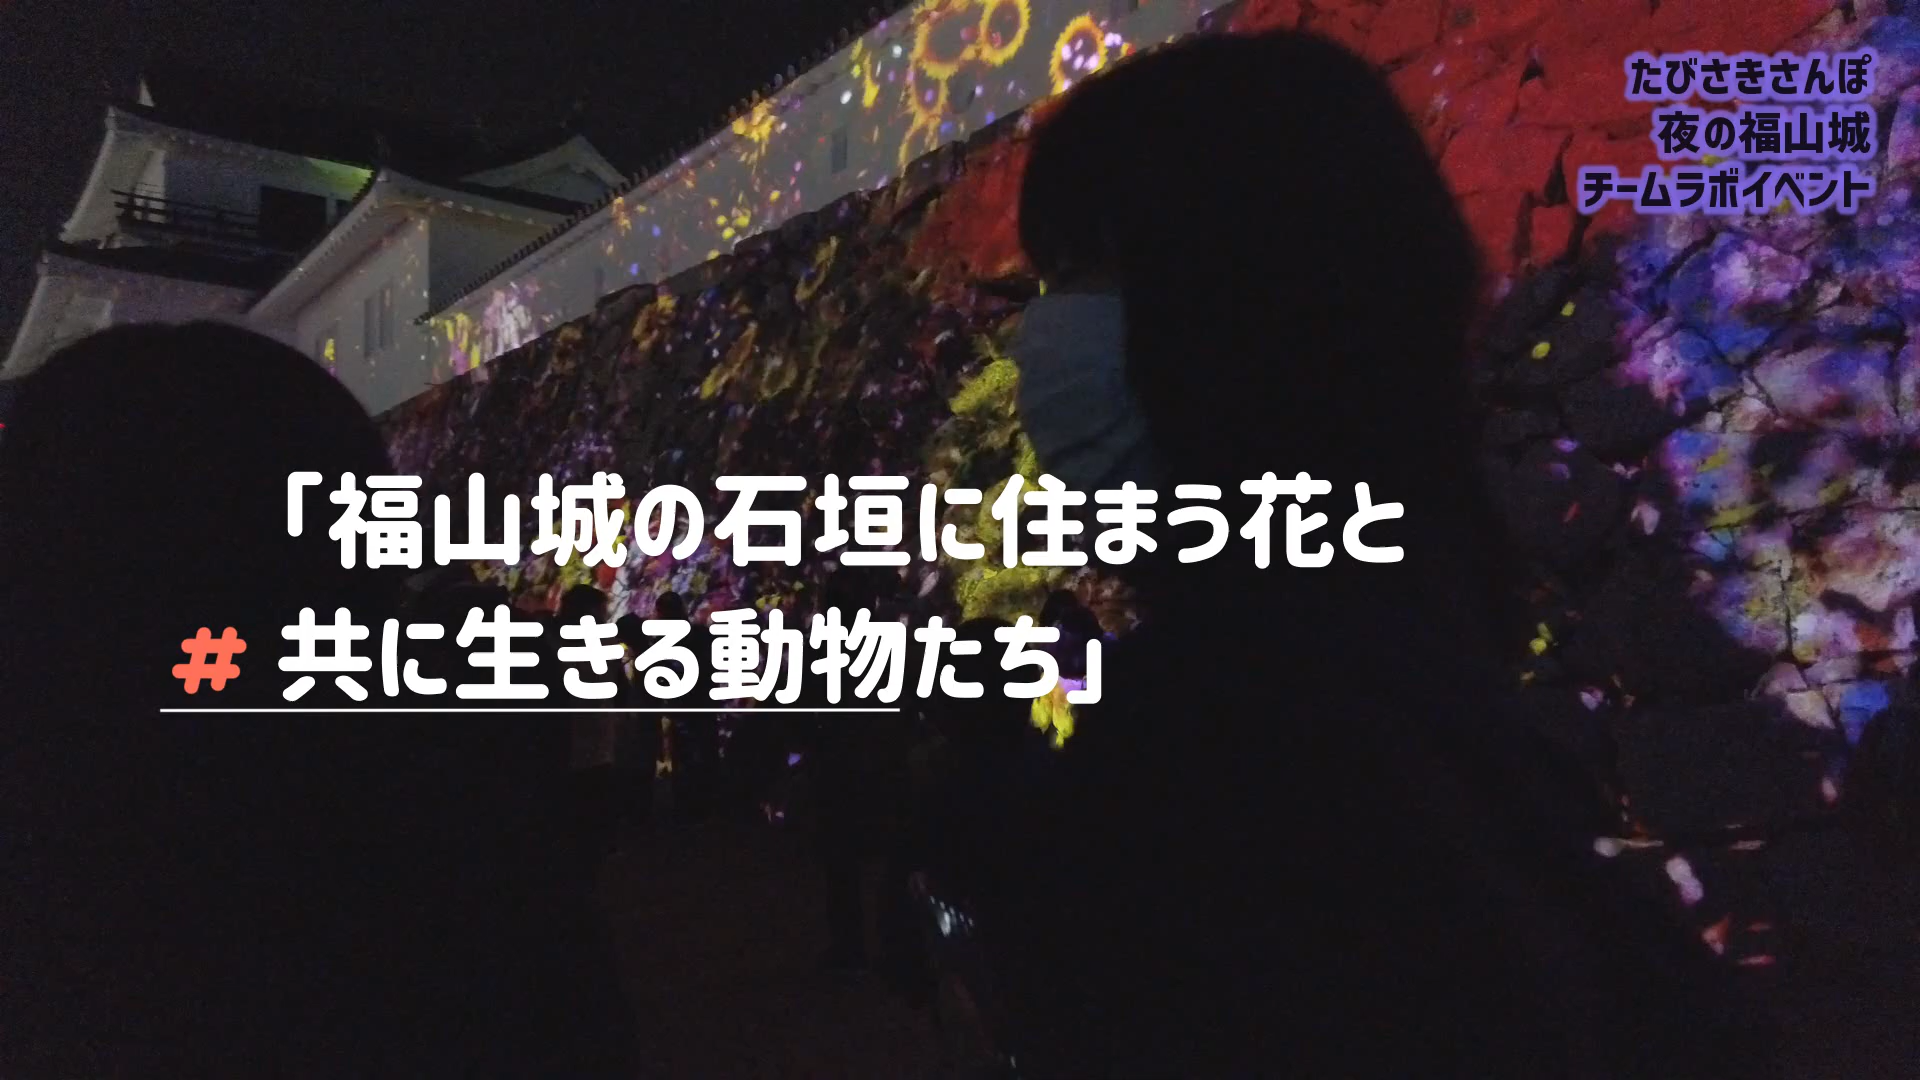 たびさきさんぽ
夜の福山城
チームラボイベント
「福山城の石垣に住まう花と
# 共に生きる動物たち」